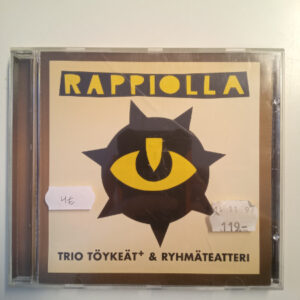 RAPPIOLLA
4€
119.-
TRIO TÖYKEÄT+ & RYHMÄTEATTERI